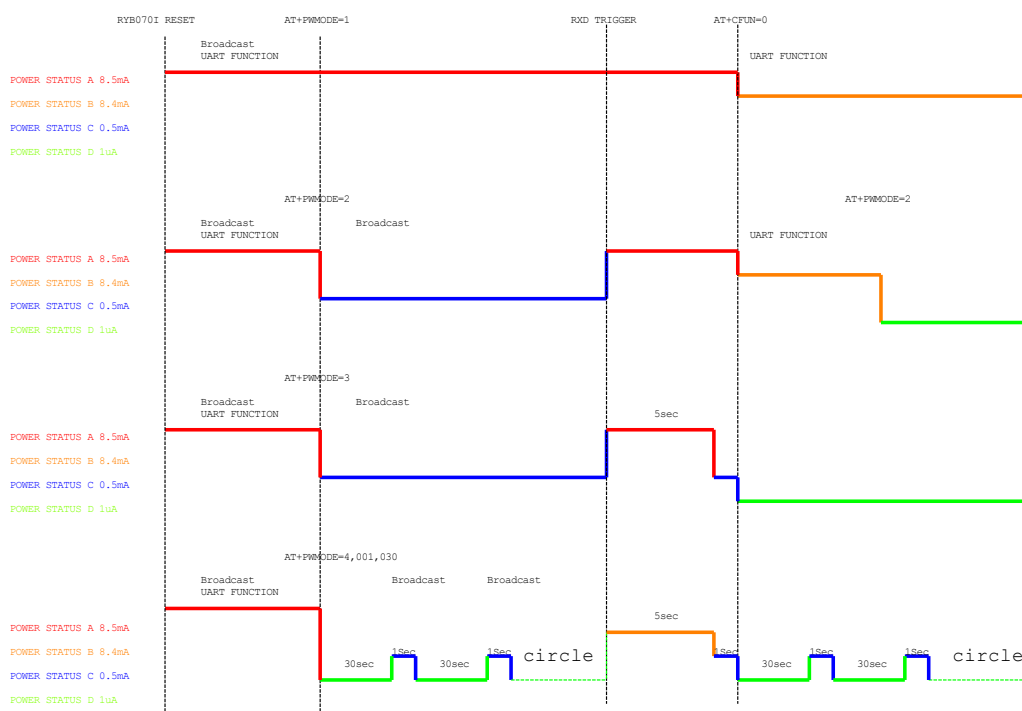 RYB070I RESET AT+PWMODE=1 RXD TRIGGER AT+CFUN=0
Broadcast
UART FUNCTION UART FUNCTION
POWER STATUS A 8.5mA
POWER STATUS B 8.4mA
POWER STATUS C 0.5mA
POWER STATUS D 1uA
AT+PWMODE=2 AT+PWMODE=2
Broadcast Broadcast
UART FUNCTION UART FUNCTION
POWER STATUS A 8.5mA
POWER STATUS B 8.4mA
POWER STATUS C 0.5mA
POWER STATUS D 1uA
AT+PWMODE=3
Broadcast Broadcast
UART FUNCTION 5sec
POWER STATUS A 8.5mA
POWER STATUS B 8.4mA
POWER STATUS C 0.5mA
POWER STATUS D 1uA
AT+PWMODE=4,001,030
Broadcast Broadcast Broadcast
UART FUNCTION
5sec
POWER STATUS A 8.5mA
POWER STATUS B 8.4mA 1Sec 1Sec circle 1Sec 1Sec 1Sec circle
30sec 30sec 30sec 30sec
POWER STATUS C 0.5mA
POWER STATUS D 1uA